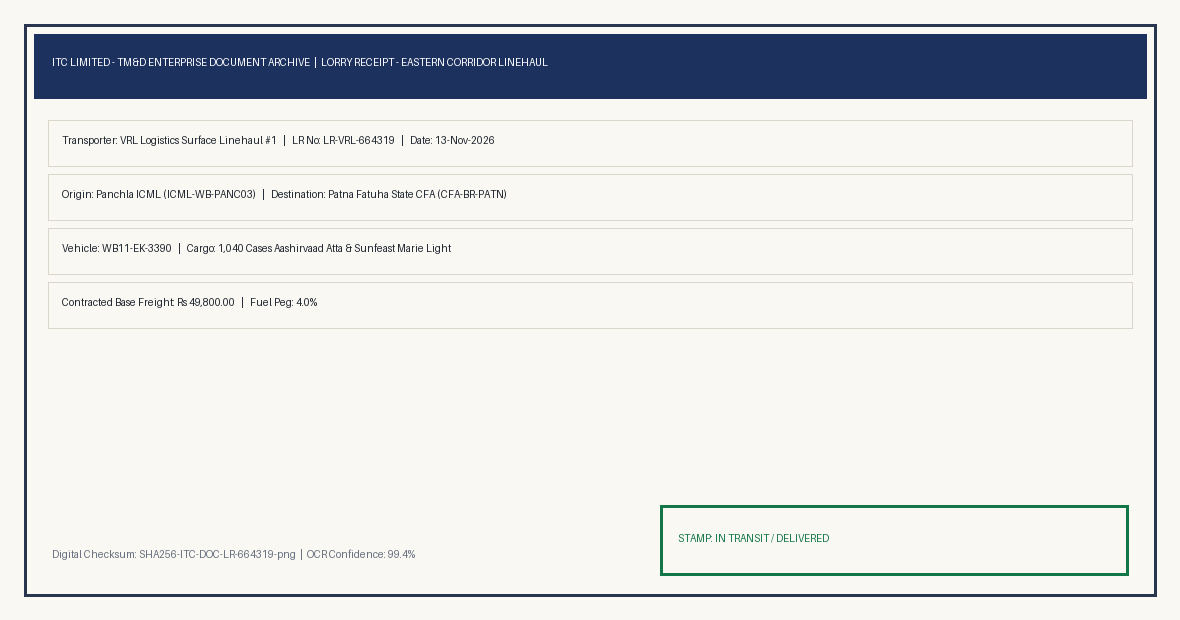 ITC LIMITED - TM&D ENTERPRISE DOCUMENT ARCHIVE | LORRY RECEIPT - EASTERN CORRIDOR LINEHAUL
Transporter: VRL Logistics Surface Linehaul #1 | LR No: LR-VRL-664319 | Date: 13-Nov-2026
Origin: Panchla ICML (ICML-WB-PANC03) | Destination: Patna Fatuha State CFA (CFA-BR-PATN)
Vehicle: WB11-EK-3390 | Cargo: 1,040 Cases Aashirvaad Atta & Sunfeast Marie Light
Contracted Base Freight: Rs 49,800.00 | Fuel Peg: 4.0%
STAMP: IN TRANSIT / DELIVERED
Digital Checksum: SHA256-ITC-DOC-LR-664319-png | OCR Confidence: 99.4%